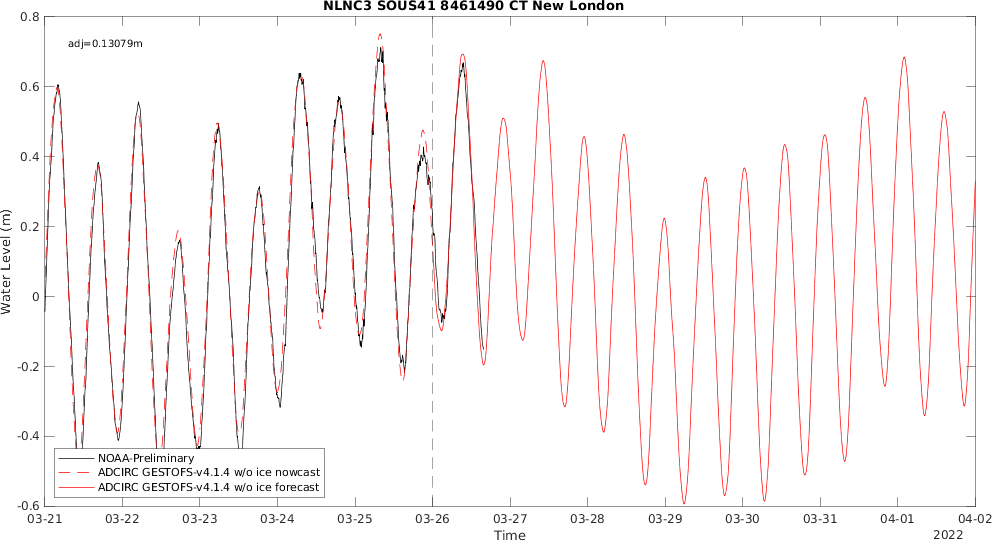 NLNC3 SOUS41 8461490 CT New London
adj=0.13079m
Water Level (m)
0.8
0.6
0.4
0.2
0
-0.2
-0.4
-0.6
NOAA-Preliminary
ADCIRC GESTOFS-v4.1.4 w/o ice nowcast
ADCIRC GESTOFS-v4.1.4 w/o ice forecast
03-21 03-22 03-23 03-24 03-25 03-26 03-27 03-28 03-29 03-30 03-31 04-01 04-02
Time
2022